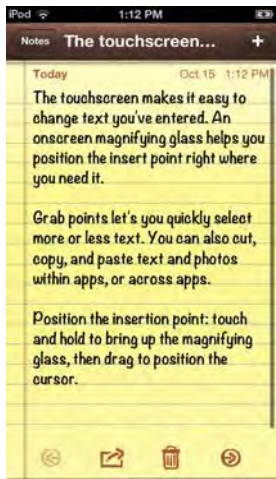 iPod 1:12 PM
Notes The touchscreen... +
Today Oct 15 1:12 PM
The touchscreen makes it easy to
change text you've entered. An
onscreen magnifying glass helps you
position the insert point right where
you need it.
Grab points let's you quickly select
more or less text. You can also cut,
copy, and paste text and photos
within apps, or across apps.
Position the insertion point: touch
and hold to bring up the magnifying
glass, then drag to position the
cursor.